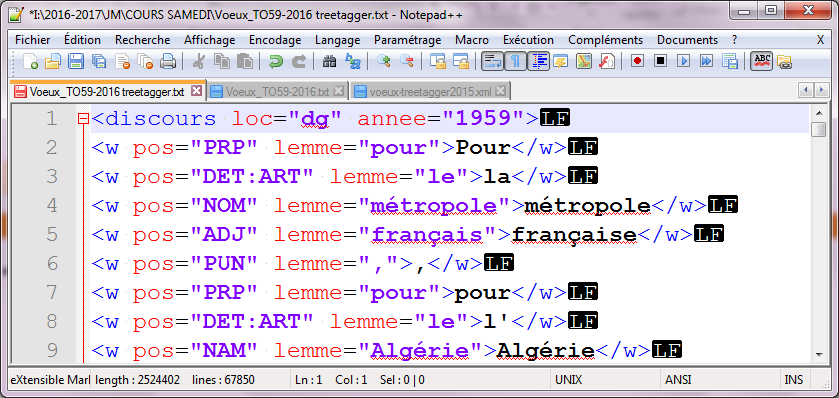 *I:\2016-2017\JM\COURS SAMEDI\Voeux_TO59-2016 treetagger.txt - Notepad++
Fichier Édition Recherche Affichage Encodage Langage Paramétrage Macro Exécution Compléments Documents ? X
Voeux_TO59-2016 treetagger.txt Voeux_TO59-2016.txt voeux-treetagger2015.xml
1 <discours loc="dg" annee="1959">LF
2 <w pos="PRP" lemme="pour">Pour</w>LF
3 <w pos="DET:ART" lemme="le">la</w>LF
4 <w pos="NOM" lemme="métropole">métropole</w>LF
5 <w pos="ADJ" lemme="français">française</w>LF
6 <w pos="PUN" lemme=",">,</w>LF
7 <w pos="PRP" lemme="pour">pour</w>LF
8 <w pos="DET:ART" lemme="le">l'</w>LF
9 <w pos="NAM" lemme="Algérie">Algérie</w>LF
eXtensible Mark length : 2524402 lines : 67850 Ln : 1 Col : 1 Sel : 0 | 0 UNIX ANSI INS